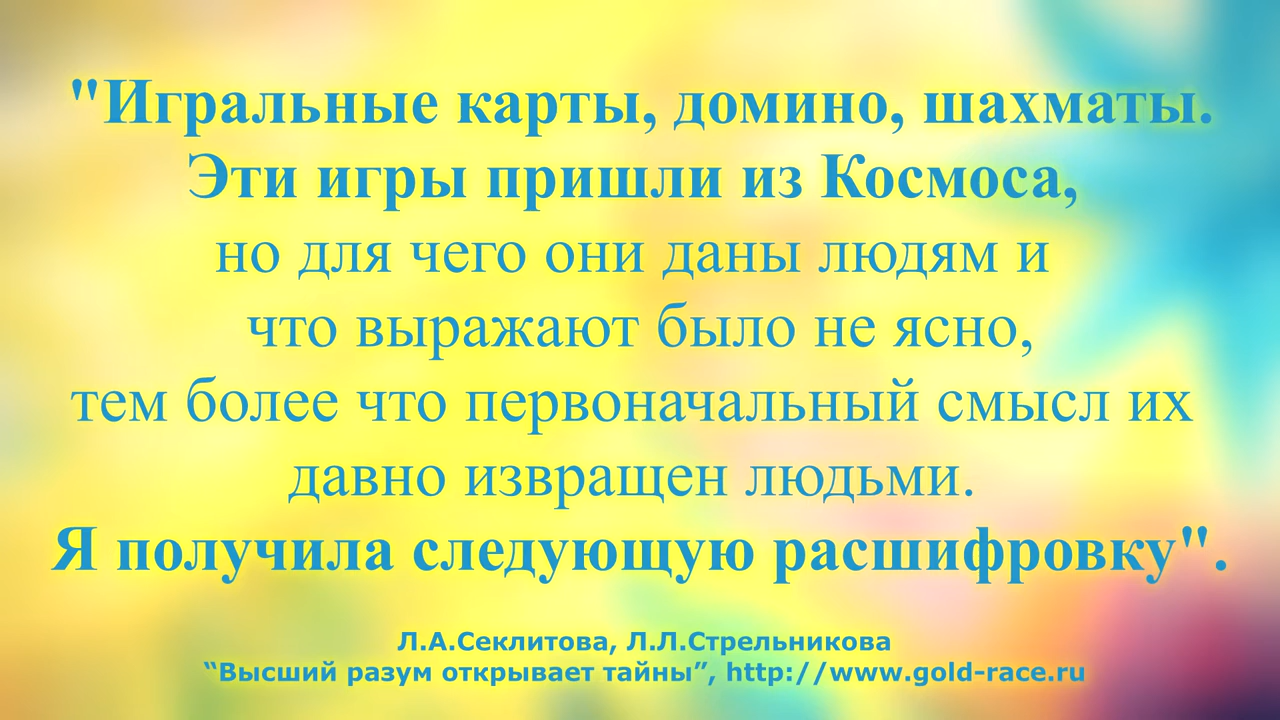 "Игральные карты, домино, шахматы.
Эти игры пришли из Космоса,
но для чего они даны людям и
что выражают было не ясно,
тем более что первоначальный смысл их
давно извращен людьми.
Я получила следующую расшифровку".
Л.А.Секлитова, Л.Л.Стрельникова
“Высший разум открывает тайны”, http://www.gold-race.ru